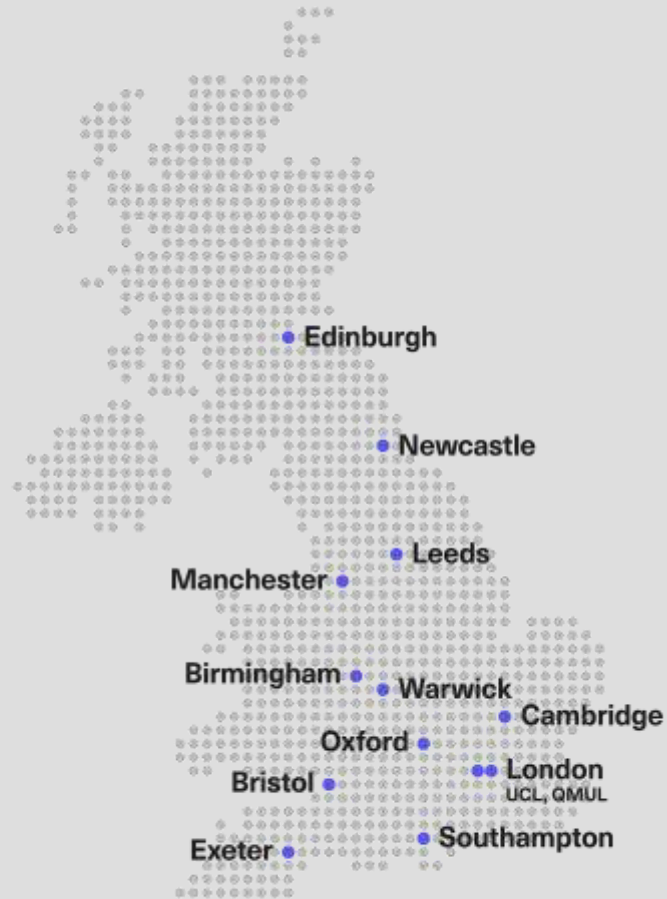 Edinburgh
Newcastle
Leeds
Manchester
Birmingham
Warwick
Cambridge
Oxford
London
UCL, QMUL
Bristol
Southampton
Exeter